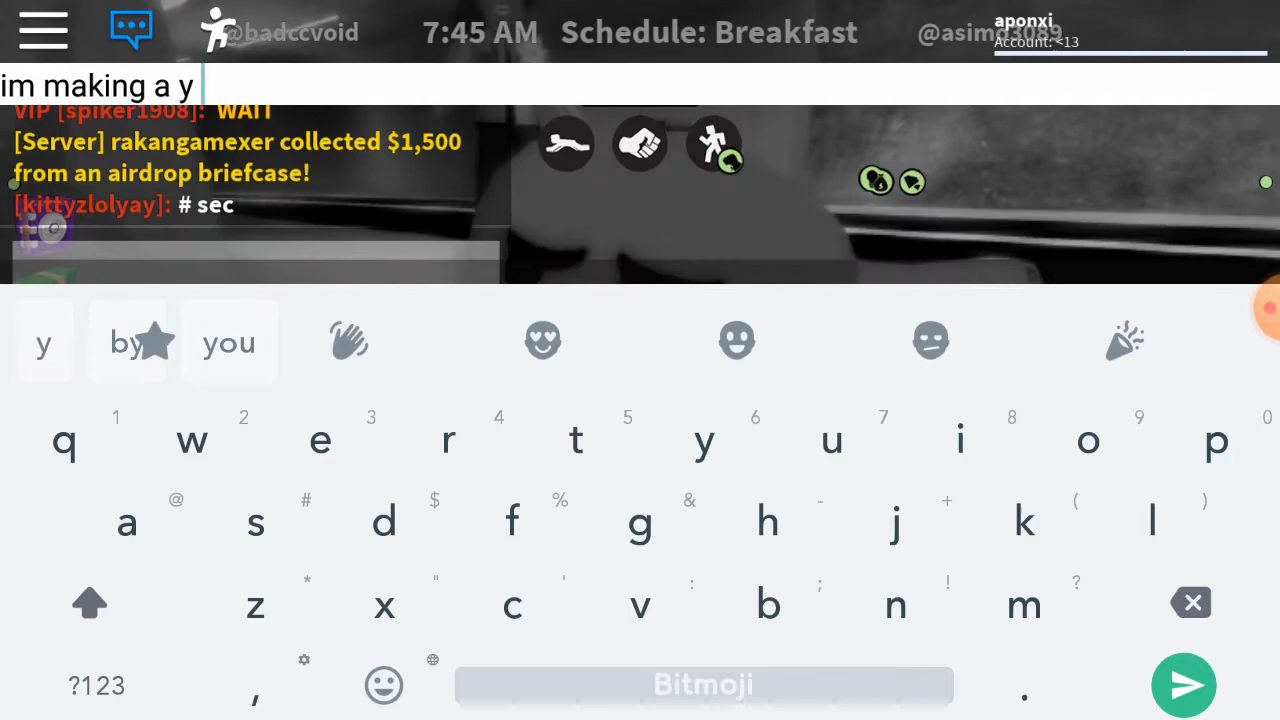 @badccvoid 7:45 AM Schedule: Breakfast @asimo3089 aponxi
Account: <13
im making a y
VIP [spiker1908]: WAIT
[Server] rakangamexer collected $1,500
from an airdrop briefcase!
[kittyzlolyay]: # sec
y by you
1 2 3 4 5 6 7 8 9 0
q w e r t y u i o p
@ # $ % & - + ( )
a s d f g h j k l
* " ' : ; ! ?
z x c v b n m
?123 , Bitmoji .